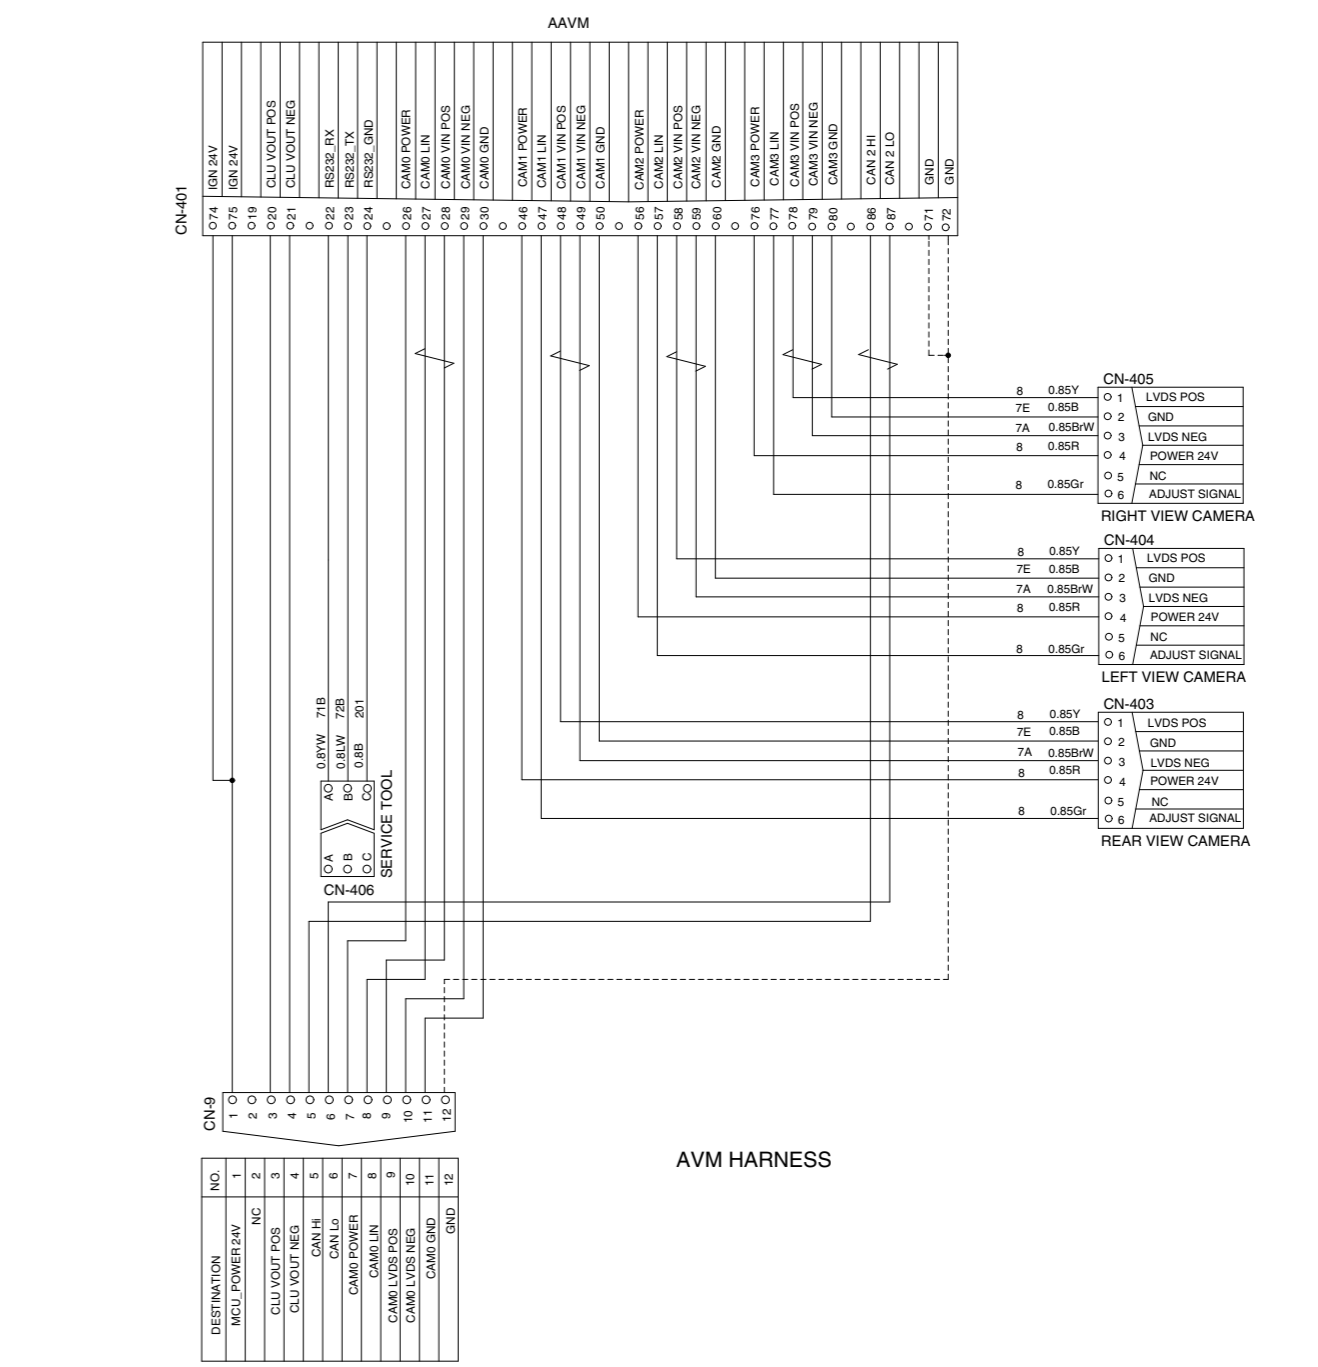 AAVM
CN-401
IGN 24V
IGN 24V
CLU VOUT POS
CLU VOUT NEG
RS232_RX
RS232_TX
RS232_GND
CAM0 POWER
CAM0 LIN
CAM0 VIN POS
CAM0 VIN NEG
CAM0 GND
CAM1 POWER
CAM1 LIN
CAM1 VIN POS
CAM1 VIN NEG
CAM1 GND
CAM2 POWER
CAM2 LIN
CAM2 VIN POS
CAM2 VIN NEG
CAM2 GND
CAM3 POWER
CAM3 LIN
CAM3 VIN POS
CAM3 VIN NEG
CAM3 GND
CAN 2 HI
CAN 2 LO
GND
GND
74
75
19
20
21
22
23
24
26
27
28
29
30
46
47
48
49
50
56
57
58
59
60
76
77
78
79
80
86
87
71
72
CN-405
8 0.85Y 1 LVDS POS
7E 0.85B 2 GND
7A 0.85BrW 3 LVDS NEG
8 0.85R 4 POWER 24V
5 NC
8 0.85Gr 6 ADJUST SIGNAL
RIGHT VIEW CAMERA
CN-404
8 0.85Y 1 LVDS POS
7E 0.85B 2 GND
7A 0.85BrW 3 LVDS NEG
8 0.85R 4 POWER 24V
5 NC
8 0.85Gr 6 ADJUST SIGNAL
LEFT VIEW CAMERA
CN-403
8 0.85Y 1 LVDS POS
7E 0.85B 2 GND
7A 0.85BrW 3 LVDS NEG
8 0.85R 4 POWER 24V
5 NC
8 0.85Gr 6 ADJUST SIGNAL
REAR VIEW CAMERA
0.8YW 71B
0.8LW 72B
0.8B 201
A
B
C
A
B
C
SERVICE TOOL
CN-406
CN-9
1
2
3
4
5
6
7
8
9
10
11
12
AVM HARNESS
DESTINATION NO.
MCU_POWER 24V 1
NC 2
CLU VOUT POS 3
CLU VOUT NEG 4
CAN Hi 5
CAN Lo 6
CAM0 POWER 7
CAM0 LIN 8
CAM0 LVDS POS 9
CAM0 LVDS NEG 10
CAM0 GND 11
GND 12